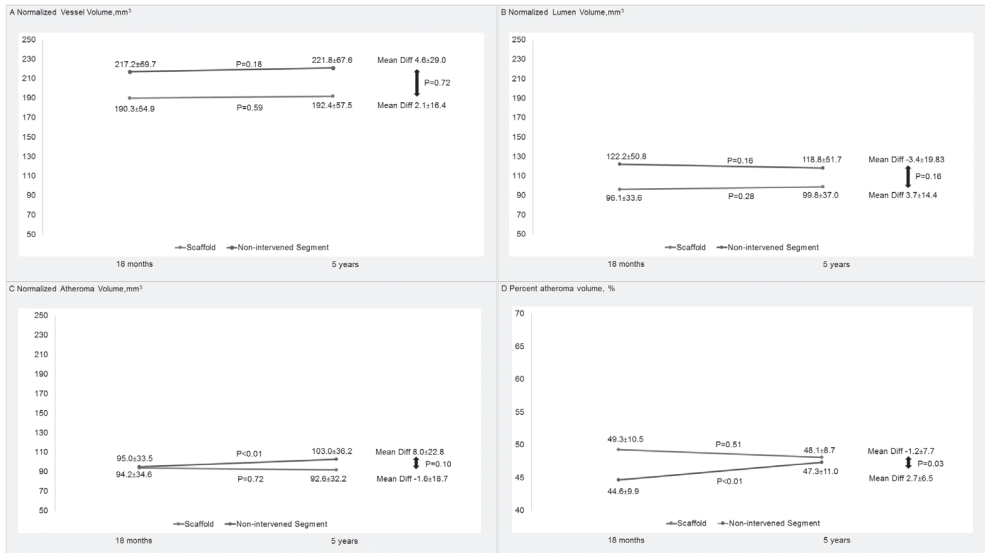 A Normalized Vessel Volume,mm³
250
230
210
190
170
150
130
110
90
70
50
217.2±69.7
P=0.18
221.8±67.6
190.3±54.9
P=0.59
192.4±57.5
Mean Diff 4.6±29.0
P=0.72
Mean Diff 2.1±16.4
Scaffold
Non-intervened Segment
18 months
5 years
B Normalized Lumen Volume,mm³
250
230
210
190
170
150
130
110
90
70
50
122.2±50.8
P=0.16
118.8±51.7
96.1±33.6
P=0.28
99.8±37.0
Mean Diff -3.4±19.83
P=0.16
Mean Diff 3.7±14.4
Scaffold
Non-intervened Segment
18 months
5 years
C Normalized Atheroma Volume,mm³
250
230
210
190
170
150
130
110
90
70
50
95.0±33.5
P<0.01
103.0±36.2
94.2±34.6
P=0.72
92.6±32.2
Mean Diff 8.0±22.8
P=0.10
Mean Diff -1.6±18.7
Scaffold
Non-intervened Segment
18 months
5 years
D Percent atheroma volume, %
70
65
60
55
50
45
40
49.3±10.5
P=0.51
48.1±8.7
44.6±9.9
P<0.01
47.3±11.0
Mean Diff -1.2±7.7
P=0.03
Mean Diff 2.7±6.5
Scaffold
Non-intervened Segment
18 months
5 years